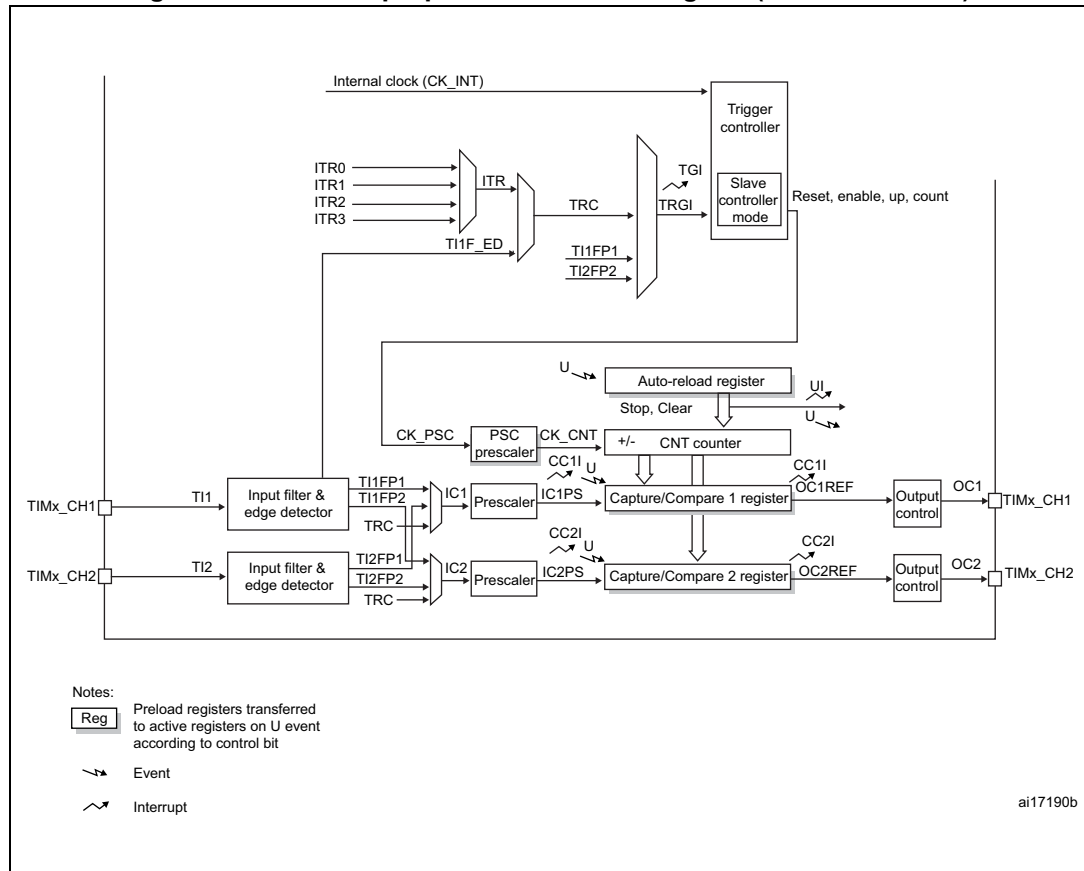 Internal clock (CK_INT)
Trigger
controller
ITR0
ITR1
ITR2
ITR3
ITR
TGI
Slave
controller
mode
Reset, enable, up, count
TRC
TRGI
TI1F_ED
TI1FP1
TI2FP2
U
Auto-reload register
UI
Stop, Clear
U
CK_PSC
PSC
prescaler
CK_CNT
+/-
CNT counter
TIMx_CH1
TI1
Input filter &
edge detector
TI1FP1
TI1FP2
TRC
IC1
Prescaler
CC1I
IC1PS
U
Capture/Compare 1 register
CC1I
OC1REF
Output
control
OC1
TIMx_CH1
TIMx_CH2
TI2
Input filter &
edge detector
TI2FP1
TI2FP2
TRC
IC2
Prescaler
CC2I
IC2PS
U
Capture/Compare 2 register
CC2I
OC2REF
Output
control
OC2
TIMx_CH2
Notes:
Reg
Preload registers transferred
to active registers on U event
according to control bit
Event
Interrupt
ai17190b